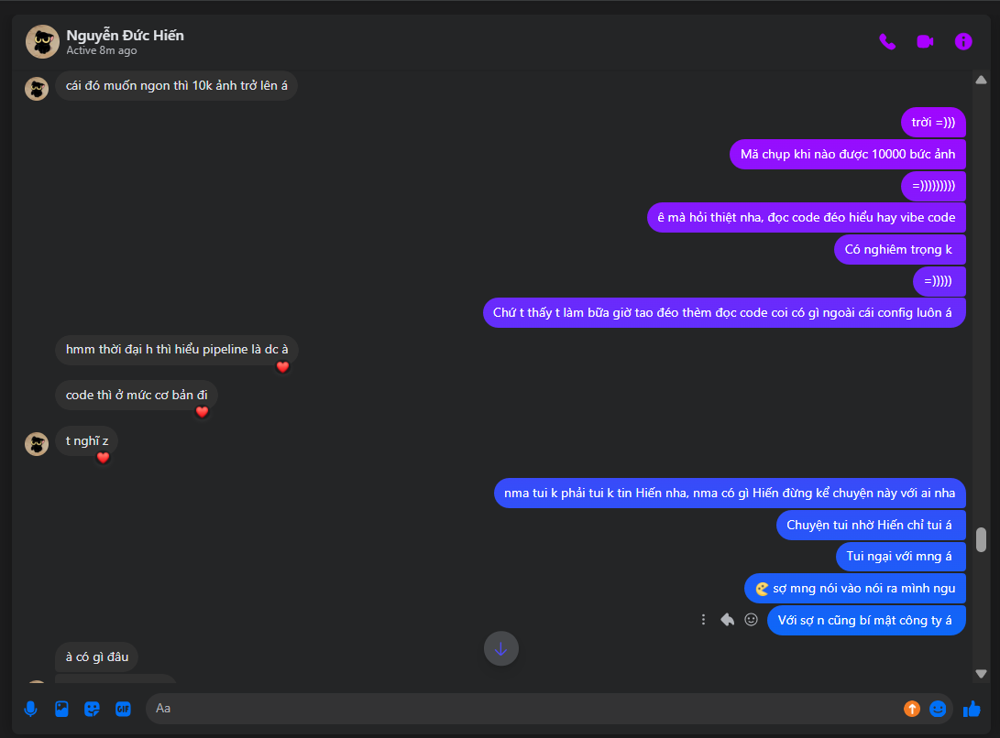 Nguyễn Đức Hiến
Active 8m ago
cái đó muốn ngon thì 10k ảnh trở lên á
trời =)))
Mã chụp khi nào được 10000 bức ảnh
=)))))))))
ê mà hỏi thiệt nha, đọc code đéo hiểu hay vibe code
Có nghiêm trọng k
=)))))
Chứ t thấy t làm bữa giờ tao đéo thèm đọc code coi có gì ngoài cái config luôn á
hmm thời đại h thì hiểu pipeline là dc à
code thì ở mức cơ bản đi
t nghĩ z
nma tui k phải tui k tin Hiến nha, nma có gì Hiến đừng kể chuyện này với ai nha
Chuyện tui nhờ Hiến chỉ tui á
Tui ngại với mng á
sợ mng nói vào nói ra mình ngu
Với sợ n cũng bí mật công ty á
à có gì đâu
GIF
Aa